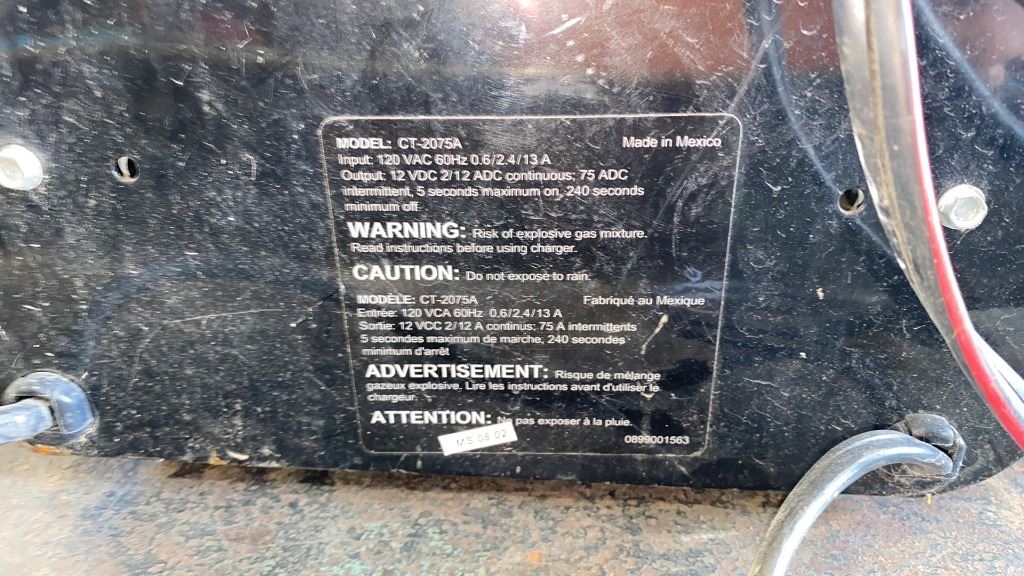 MODEL: CT-2075A Made in Mexico
Input: 120 VAC 60Hz 0.6/2.4/13 A
Output: 12 VDC 2/12 ADC continuous; 75 ADC
intermittent, 5 seconds maximum on, 240 seconds
minimum off
WARNING: Risk of explosive gas mixture.
Read instructions before using charger.
CAUTION: Do not expose to rain.
MODÈLE: CT-2075A Fabriqué au Mexique
Entrée: 120 VCA 60Hz 0.6/2.4/13 A
Sortie: 12 VCC 2/12 A continus; 75 A intermittents
5 secondes maximum de marche; 240 secondes
minimum d'arrêt
ADVERTISEMENT: Risque de mélange
gazeux explosive. Lire les instructions avant d'utiliser le
chargeur.
ATTENTION: Ne pas exposer à la pluie.
MS 08 02
0899001563